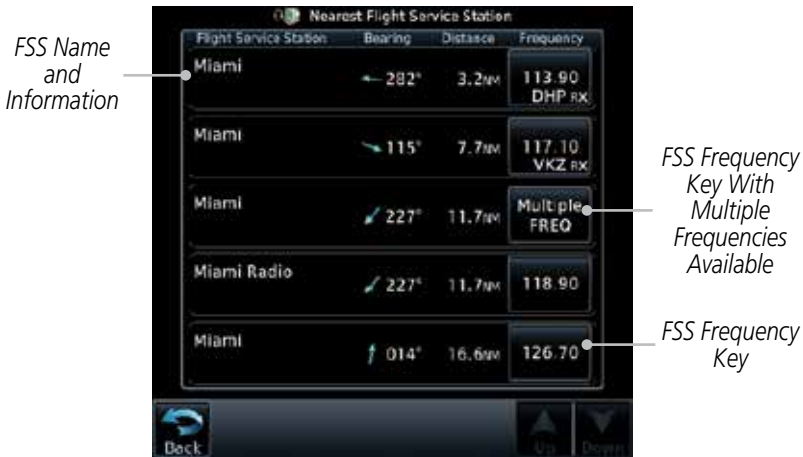 Nearest Flight Service Station
Flight Service Station Bearing Distance Frequency
FSS Name
and
Information
Miami 282° 3.2NM 113.90
DHP RX
Miami 115° 7.7NM 117.10
VKZ RX
Miami 227° 11.7NM Multiple
FREQ
FSS Frequency
Key With
Multiple
Frequencies
Available
Miami Radio 227° 11.7NM 118.90
Miami 014° 16.6NM 126.70
FSS Frequency
Key
Back Up Down